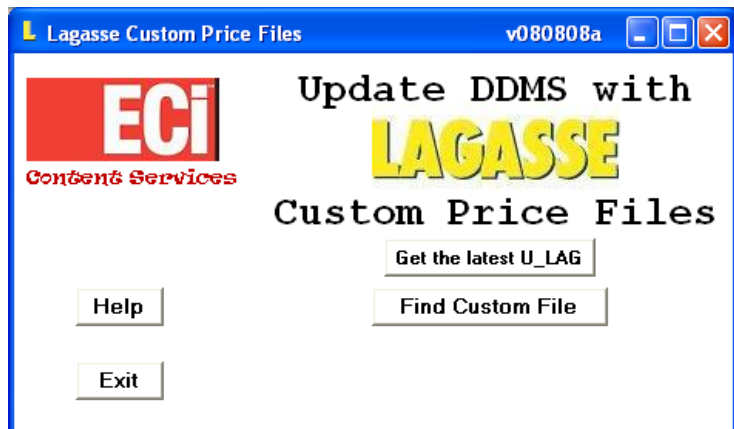 L Lagasse Custom Price Files v080808a
ECi
Content Services
Update DDMS with
LAGASSE
Custom Price Files
Get the latest U_LAG
Help
Find Custom File
Exit